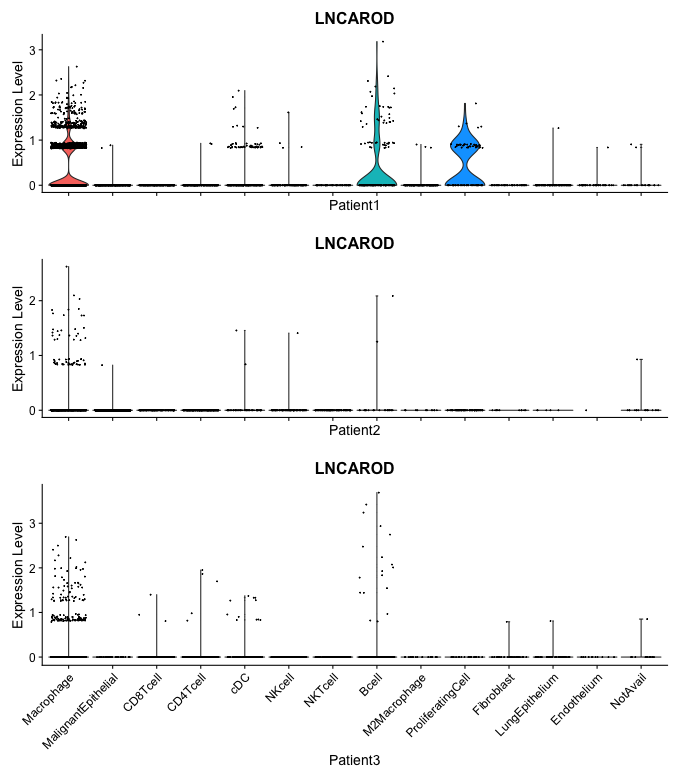 LNCAROD
Expression Level
3
2
1
0
Patient1
LNCAROD
Expression Level
2
1
0
Patient2
LNCAROD
Expression Level
3
2
1
0
Macrophage
MalignantEpithelial
CD8Tcell
CD4Tcell
cDC
NKcell
NKTcell
Bcell
M2Macrophage
ProliferatingCell
Fibroblast
LungEpithelium
Endothelium
NotAvail
Patient3